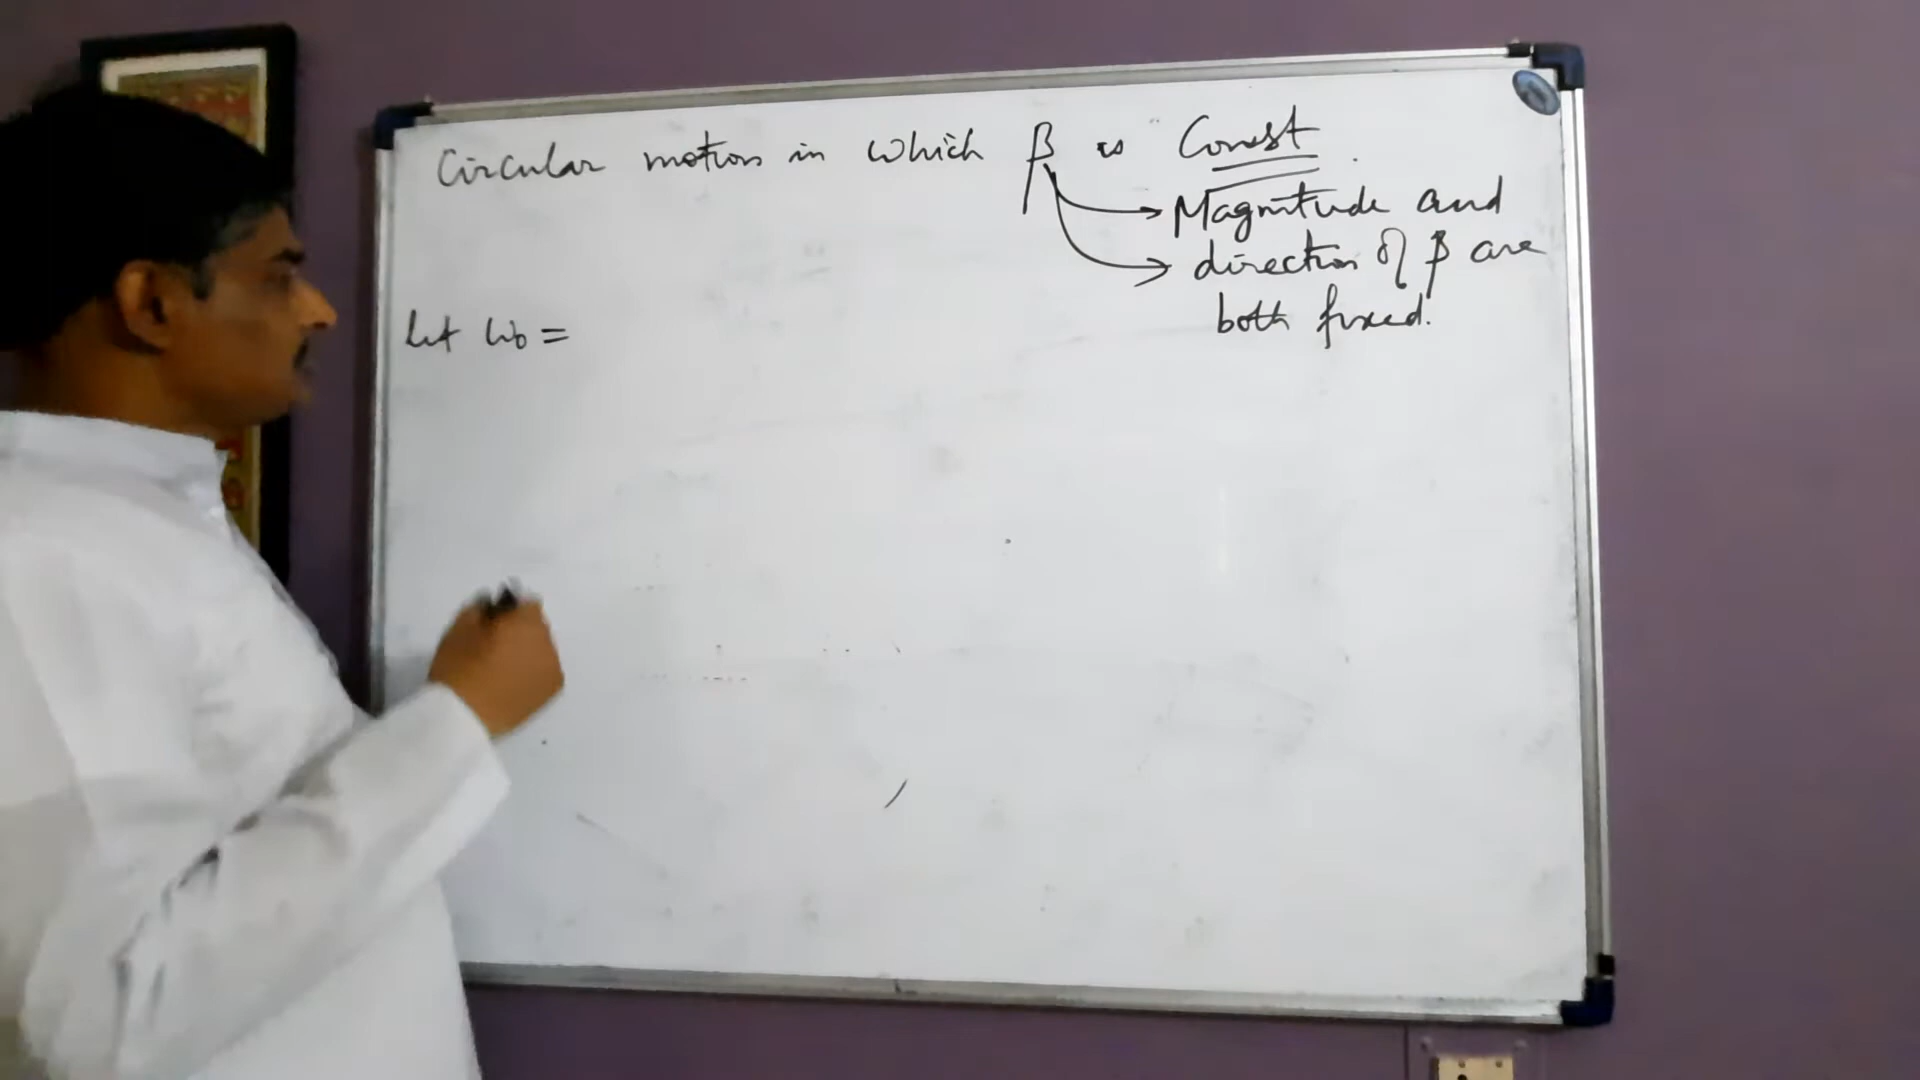 Circular motion in which β is Const.
Magnitude and
direction of β are
both fixed.
Let ω₀ =